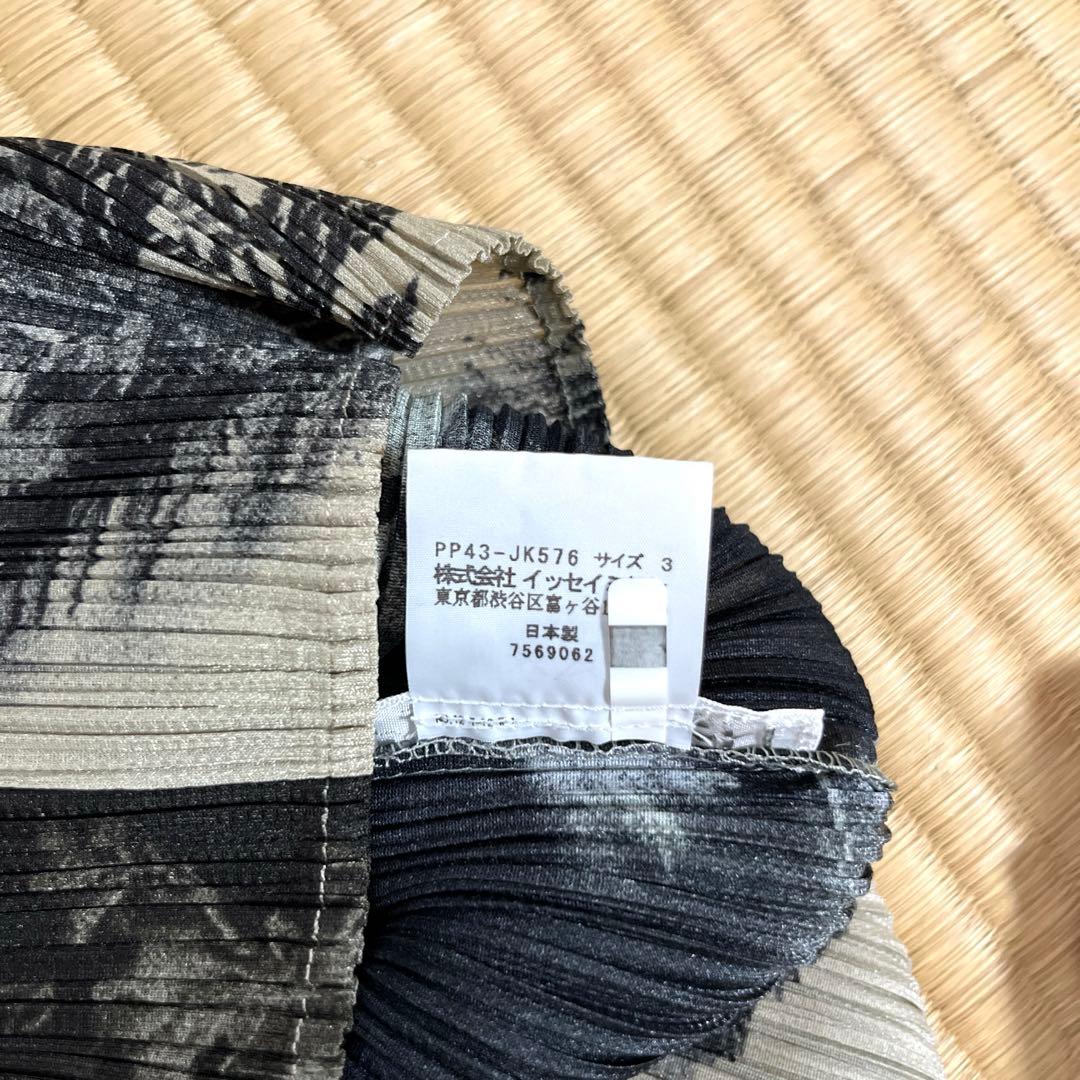 PP43-JK576 サイズ 3
株式会社 イッセイミ
東京都渋谷区富ヶ谷
日本製
7569062